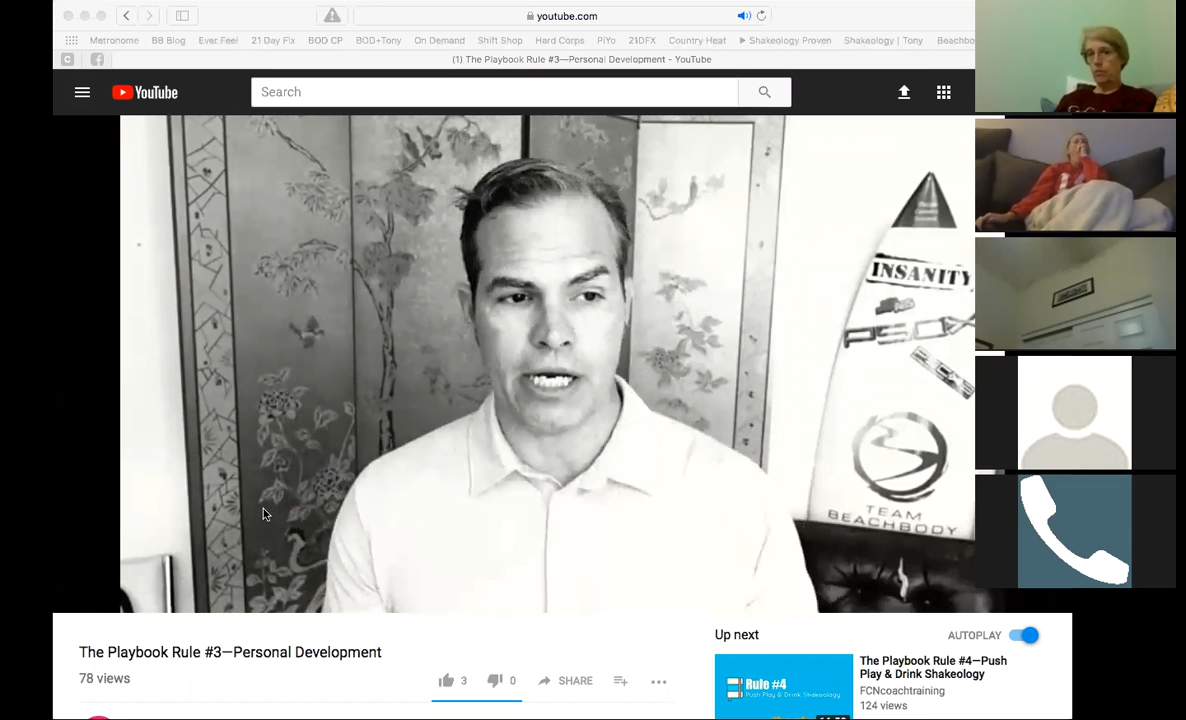 youtube.com
Metronome BB Blog Ever.Feel 21 Day Fix BOD CP BOD+Tony On Demand Shift Shop Hard Corps PiYo 21DFX Country Heat ▶ Shakeology Proven Shakeology | Tony Beachbo
(1) The Playbook Rule #3—Personal Development - YouTube
YouTube
Search
INSANITY
P90X
TEAM
BEACHBODY
The Playbook Rule #3—Personal Development
78 views
3 0 SHARE
Up next
AUTOPLAY
Rule #4
Push Play & Drink Shakeology
The Playbook Rule #4—Push
Play & Drink Shakeology
FCNcoachtraining
124 views